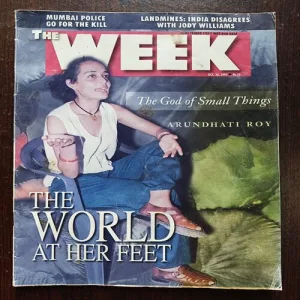 MUMBAI POLICE
GO FOR THE KILL
LANDMINES: INDIA DISAGREES
WITH JODY WILLIAMS
THE WEEK
The God of Small Things
ARUNDHATI ROY
THE
WORLD
AT HER FEET